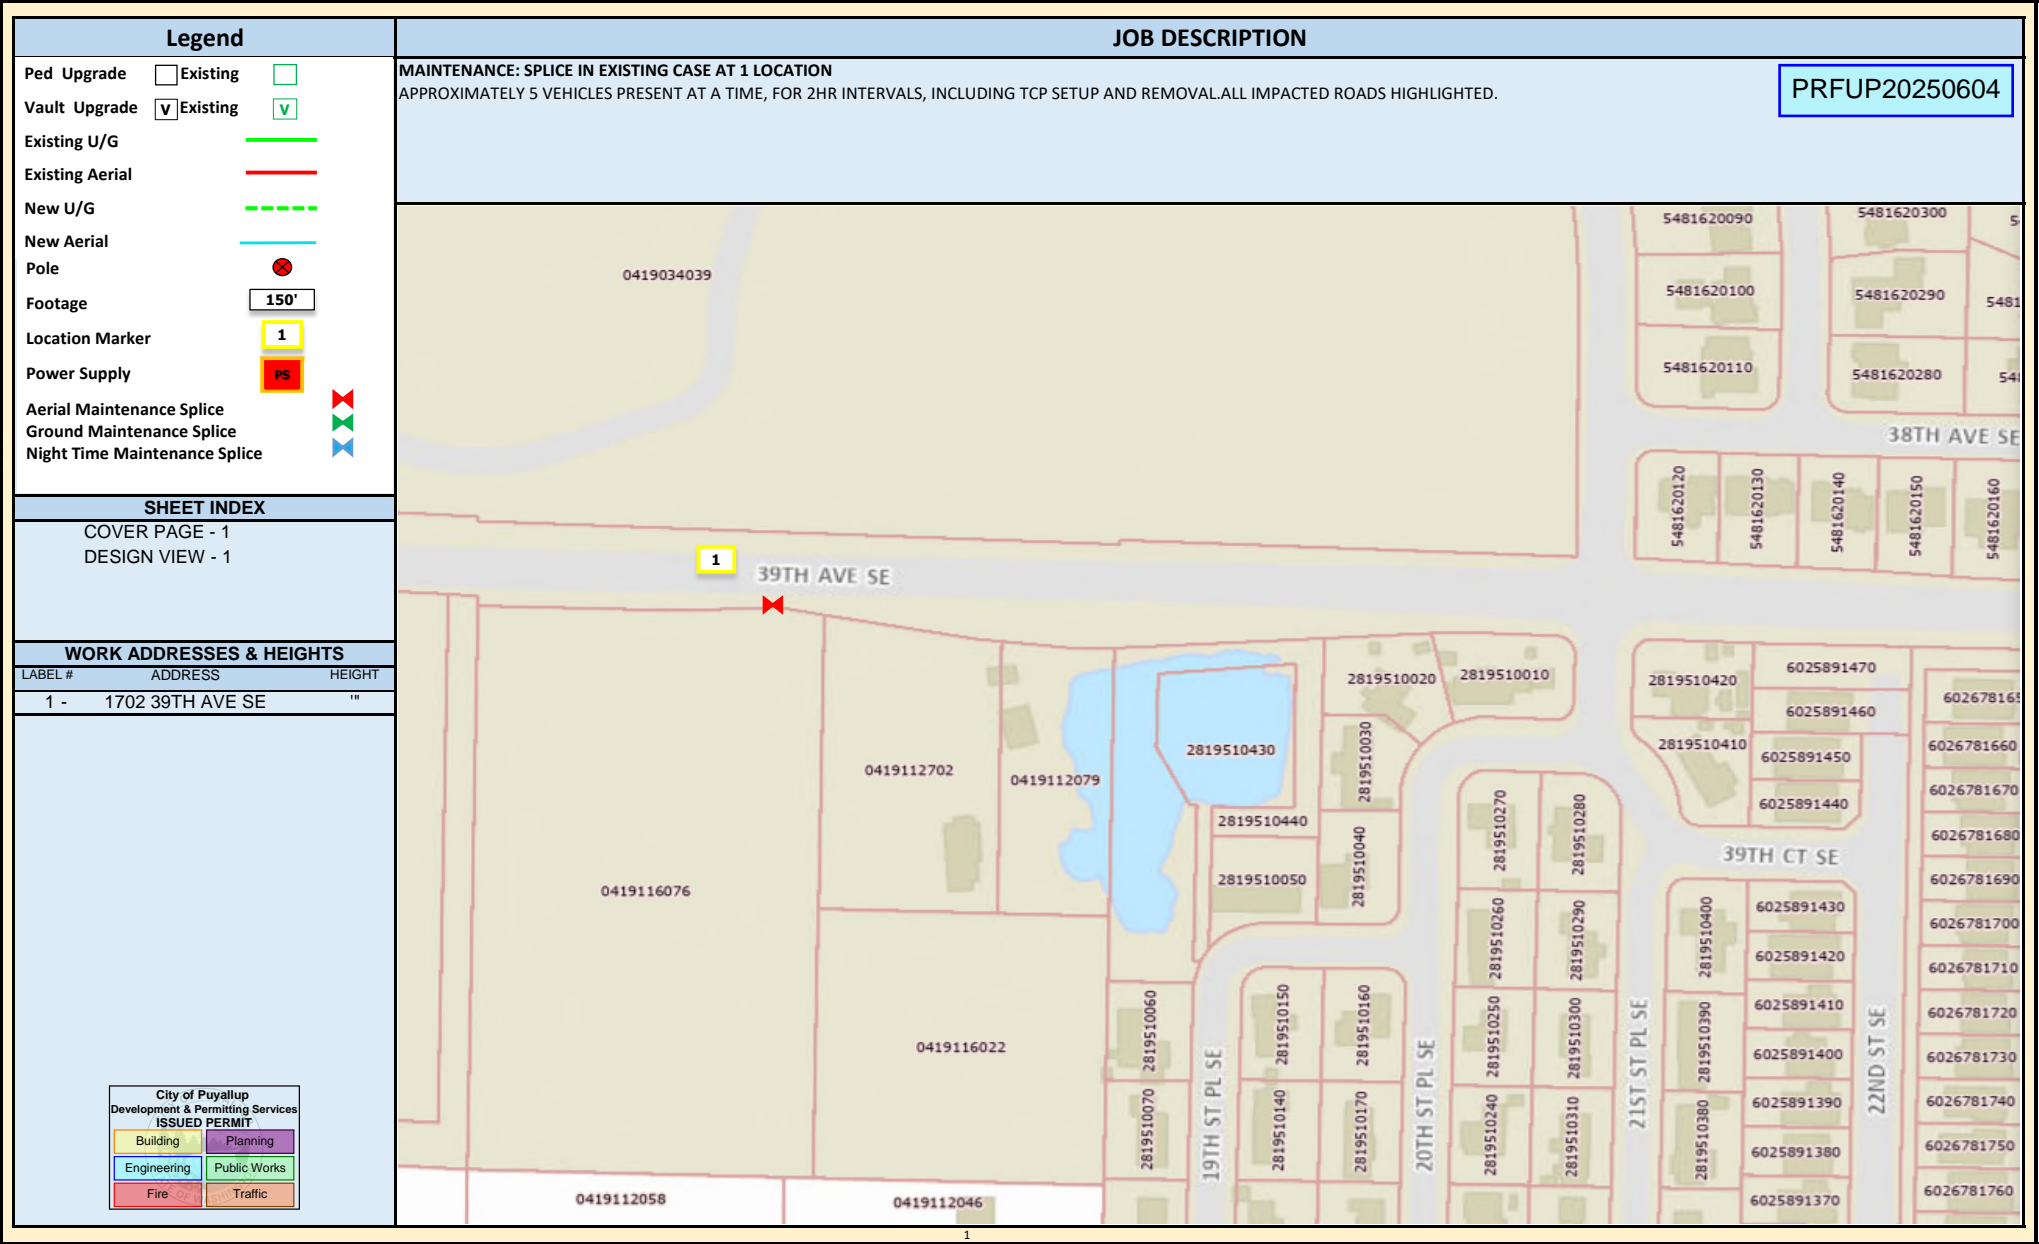 Legend
Ped Upgrade Existing
Vault Upgrade V Existing V
Existing U/G
Existing Aerial
New U/G
New Aerial
Pole
Footage 150'
Location Marker 1
Power Supply PS
Aerial Maintenance Splice
Ground Maintenance Splice
Night Time Maintenance Splice
SHEET INDEX
COVER PAGE - 1
DESIGN VIEW - 1
WORK ADDRESSES & HEIGHTS
LABEL # ADDRESS HEIGHT
1 - 1702 39TH AVE SE '"
City of Puyallup
Development & Permitting Services
ISSUED PERMIT
Building Planning
Engineering Public Works
Fire Traffic
JOB DESCRIPTION
MAINTENANCE: SPLICE IN EXISTING CASE AT 1 LOCATION
APPROXIMATELY 5 VEHICLES PRESENT AT A TIME, FOR 2HR INTERVALS, INCLUDING TCP SETUP AND REMOVAL.ALL IMPACTED ROADS HIGHLIGHTED.
PRFUP20250604
0419034039
5481620090
5481620300
5
5481620100
5481620290
5481
5481620110
5481620280
54
38TH AVE SE
5481620120
5481620130
5481620140
5481620150
5481620160
1
39TH AVE SE
2819510020
2819510010
2819510420
6025891470
602678165
6025891460
2819510430
2819510030
2819510410
6025891450
6026781660
0419112702
0419112079
6026781670
2819510270
2819510280
6025891440
2819510440
6026781680
2819510040
39TH CT SE
0419116076
2819510050
6026781690
2819510260
2819510290
2819510400
6025891430
6026781700
6025891420
6026781710
0419116022
2819510060
2819510150
2819510160
2819510250
2819510300
2819510390
6025891410
6026781720
6025891400
6026781730
19TH ST PL SE
20TH ST PL SE
21ST ST PL SE
22ND ST SE
2819510070
2819510140
2819510170
2819510240
2819510310
2819510380
6025891390
6026781740
6025891380
6026781750
0419112058
0419112046
6025891370
6026781760
1